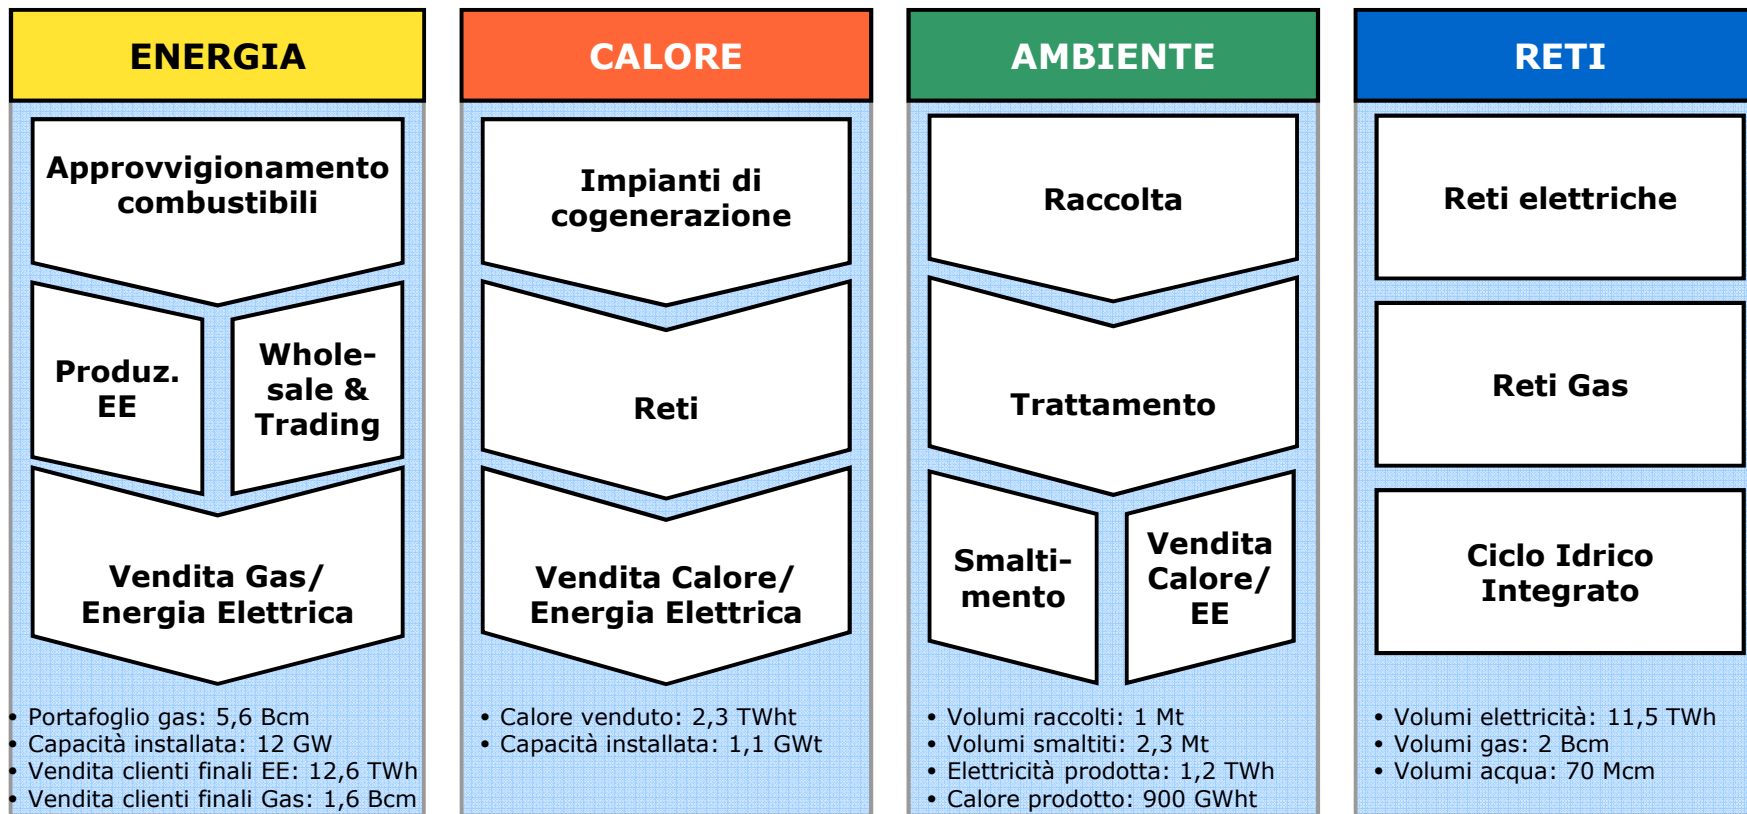 ENERGIA
Approvvigionamento
combustibili
Produz.
EE
Whole-
sale &
Trading
Vendita Gas/
Energia Elettrica
• Portafoglio gas: 5,6 Bcm
• Capacità installata: 12 GW
• Vendita clienti finali EE: 12,6 TWh
• Vendita clienti finali Gas: 1,6 Bcm
CALORE
Impianti di
cogenerazione
Reti
Vendita Calore/
Energia Elettrica
• Calore venduto: 2,3 TWht
• Capacità installata: 1,1 GWt
AMBIENTE
Raccolta
Trattamento
Smalti-
mento
Vendita
Calore/
EE
• Volumi raccolti: 1 Mt
• Volumi smaltiti: 2,3 Mt
• Elettricità prodotta: 1,2 TWh
• Calore prodotto: 900 GWht
RETI
Reti elettriche
Reti Gas
Ciclo Idrico
Integrato
• Volumi elettricità: 11,5 TWh
• Volumi gas: 2 Bcm
• Volumi acqua: 70 Mcm